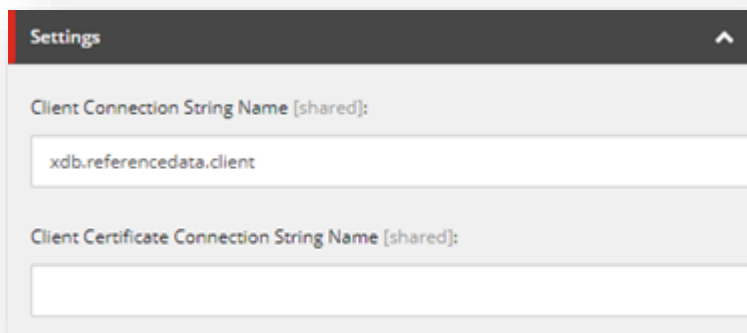 Settings
Client Connection String Name [shared]:
xdb.referencedata.client
Client Certificate Connection String Name [shared]: